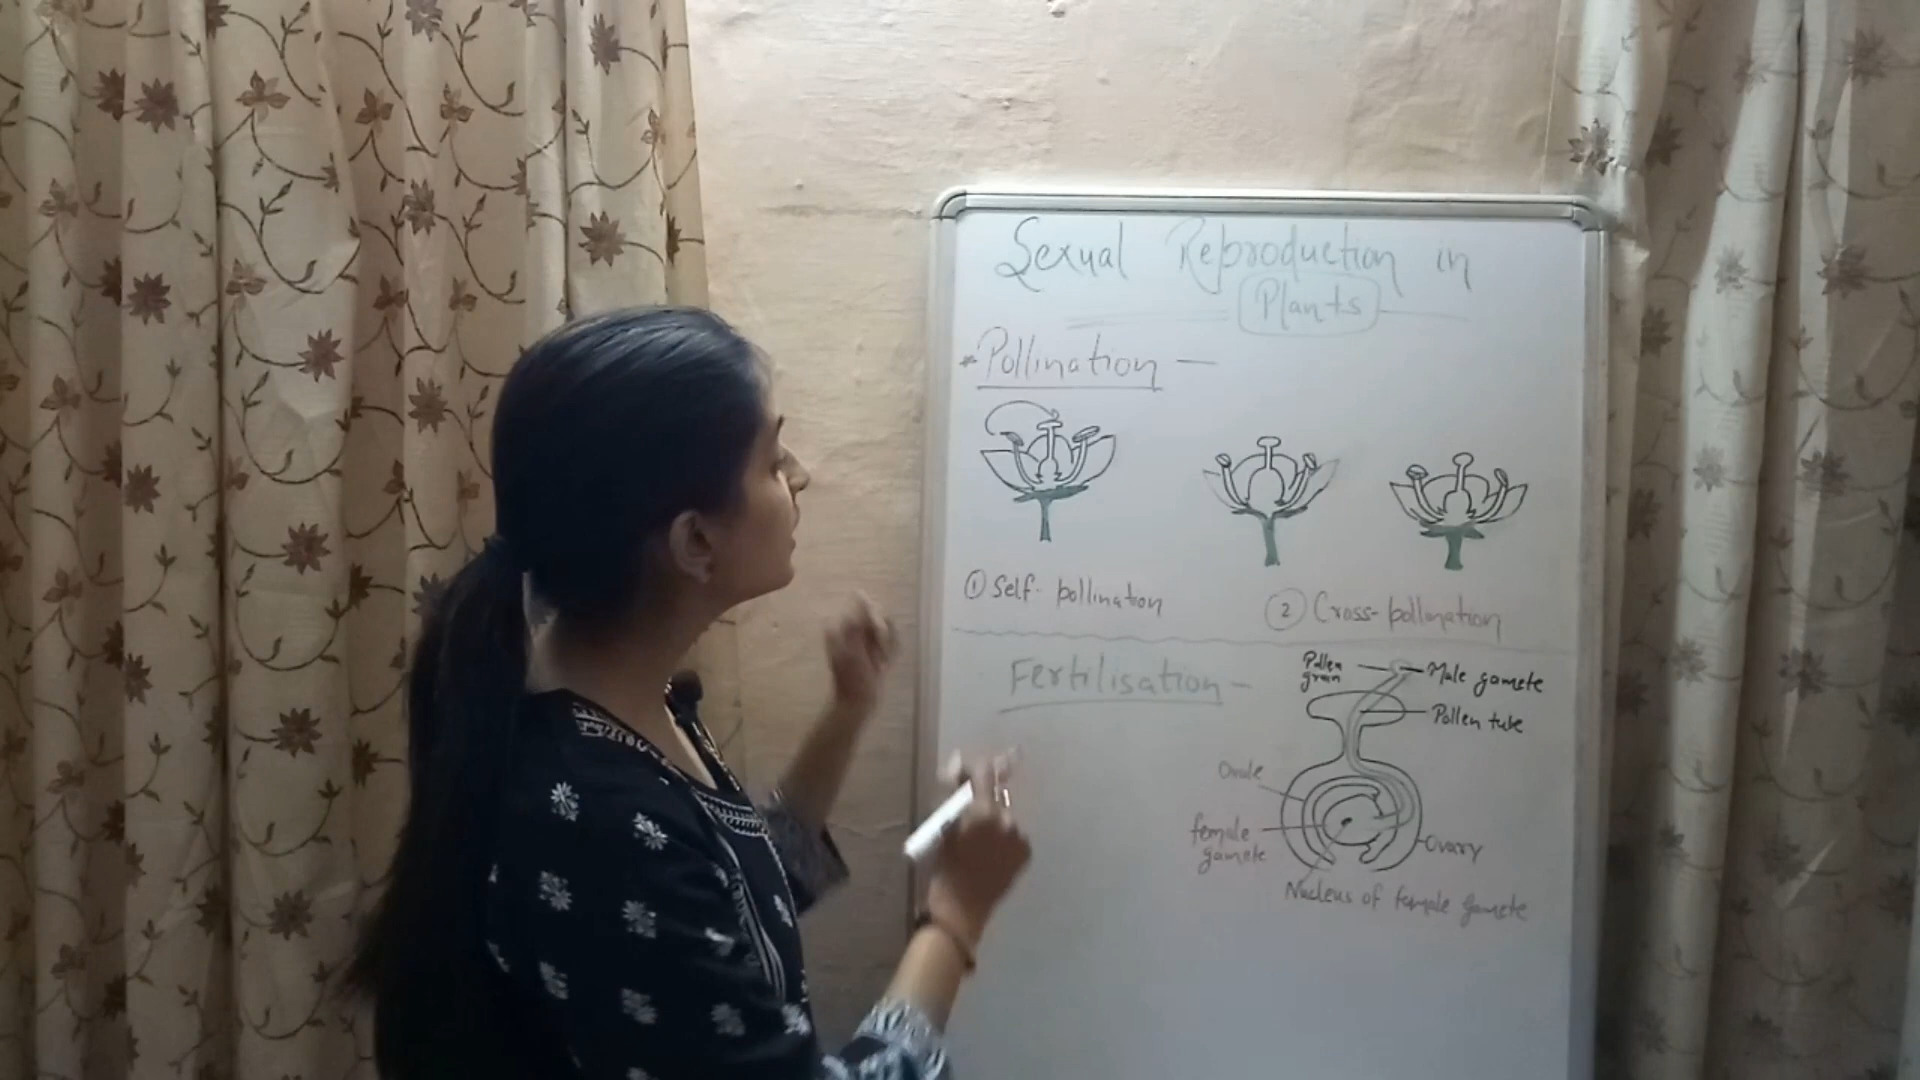 Sexual Reproduction in
Plants
* Pollination —
① Self- pollination
② Cross-pollination
Fertilisation -
Pollen
grain
Male gamete
Pollen tube
Ovule
female
gamete
Ovary
Nucleus of female gamete